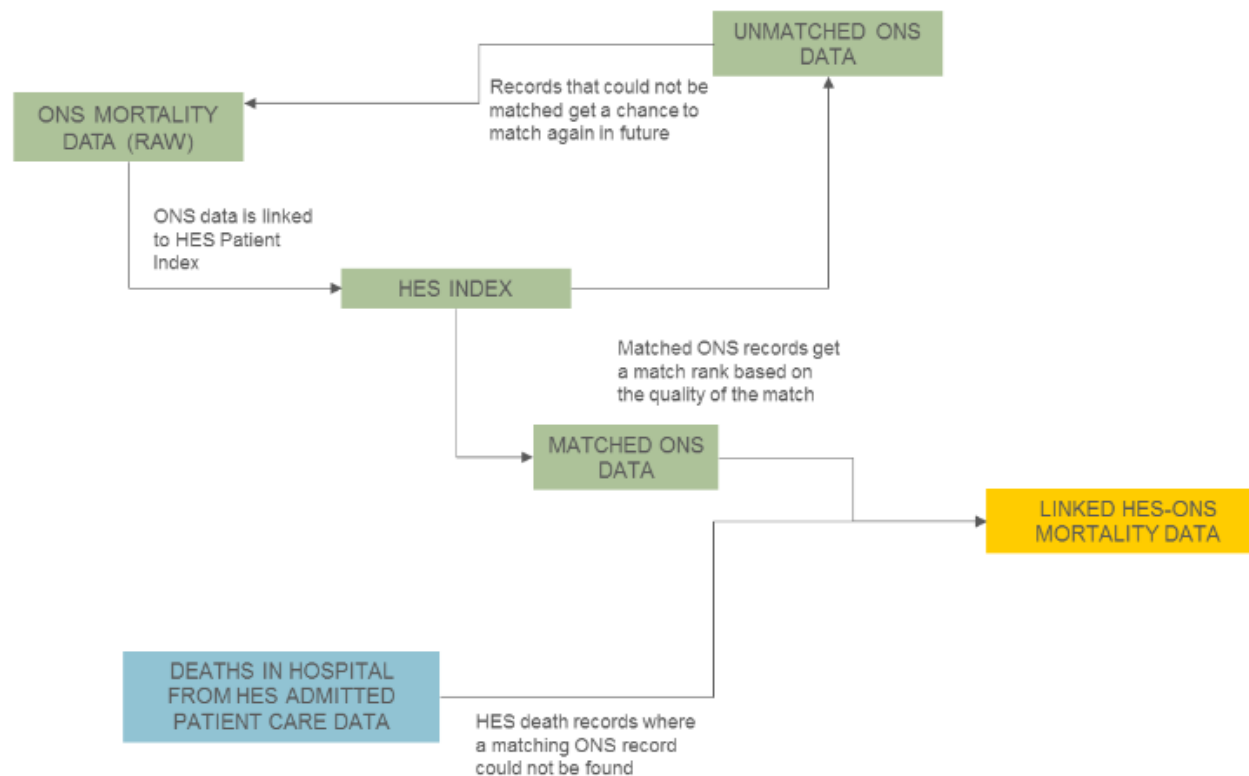 UNMATCHED ONS
DATA
Records that could not be
matched get a chance to
match again in future
ONS MORTALITY
DATA (RAW)
ONS data is linked
to HES Patient
Index
HES INDEX
Matched ONS records get
a match rank based on
the quality of the match
MATCHED ONS
DATA
LINKED HES-ONS
MORTALITY DATA
DEATHS IN HOSPITAL
FROM HES ADMITTED
PATIENT CARE DATA
HES death records where
a matching ONS record
could not be found